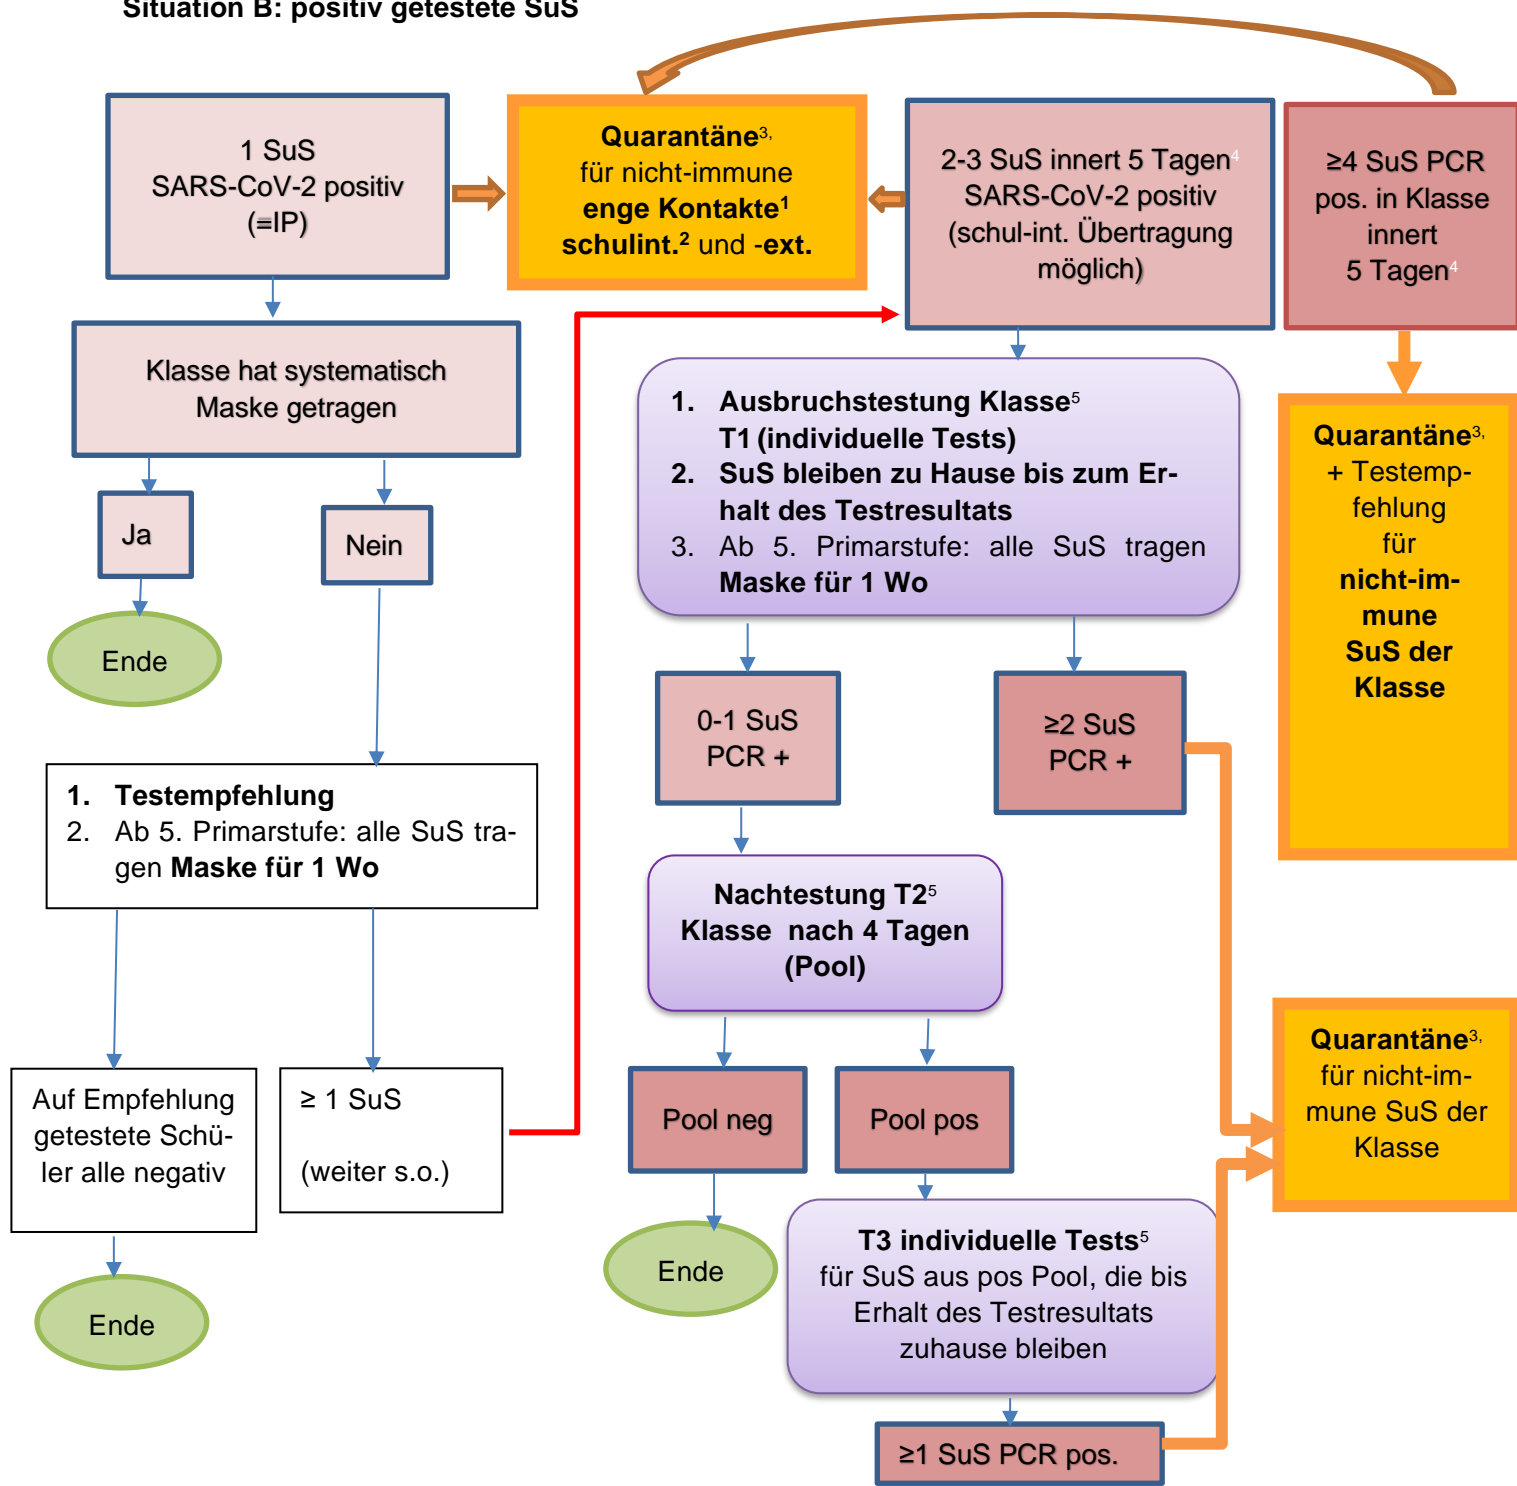 Situation B: positiv getestete SuS
1 SuS
SARS-CoV-2 positiv
(=IP)
Quarantäne3,
für nicht-immune
enge Kontakte1
schulint.2 und -ext.
2-3 SuS innert 5 Tagen4
SARS-CoV-2 positiv
(schul-int. Übertragung
möglich)
≥4 SuS PCR
pos. in Klasse
innert
5 Tagen4
Klasse hat systematisch
Maske getragen
Ja
Nein
Ende
1. Testempfehlung
2. Ab 5. Primarstufe: alle SuS tra-
gen Maske für 1 Wo
Auf Empfehlung
getestete Schü-
ler alle negativ
≥ 1 SuS
(weiter s.o.)
Ende
1. Ausbruchstestung Klasse5
T1 (individuelle Tests)
2. SuS bleiben zu Hause bis zum Er-
halt des Testresultats
3. Ab 5. Primarstufe: alle SuS tragen
Maske für 1 Wo
0-1 SuS
PCR +
≥2 SuS
PCR +
Nachtestung T25
Klasse nach 4 Tagen
(Pool)
Pool neg
Pool pos
Ende
T3 individuelle Tests5
für SuS aus pos Pool, die bis
Erhalt des Testresultats
zuhause bleiben
≥1 SuS PCR pos.
Quarantäne3,
+ Testemp-
fehlung
für
nicht-im-
mune
SuS der
Klasse
Quarantäne3,
für nicht-im-
mune SuS der
Klasse